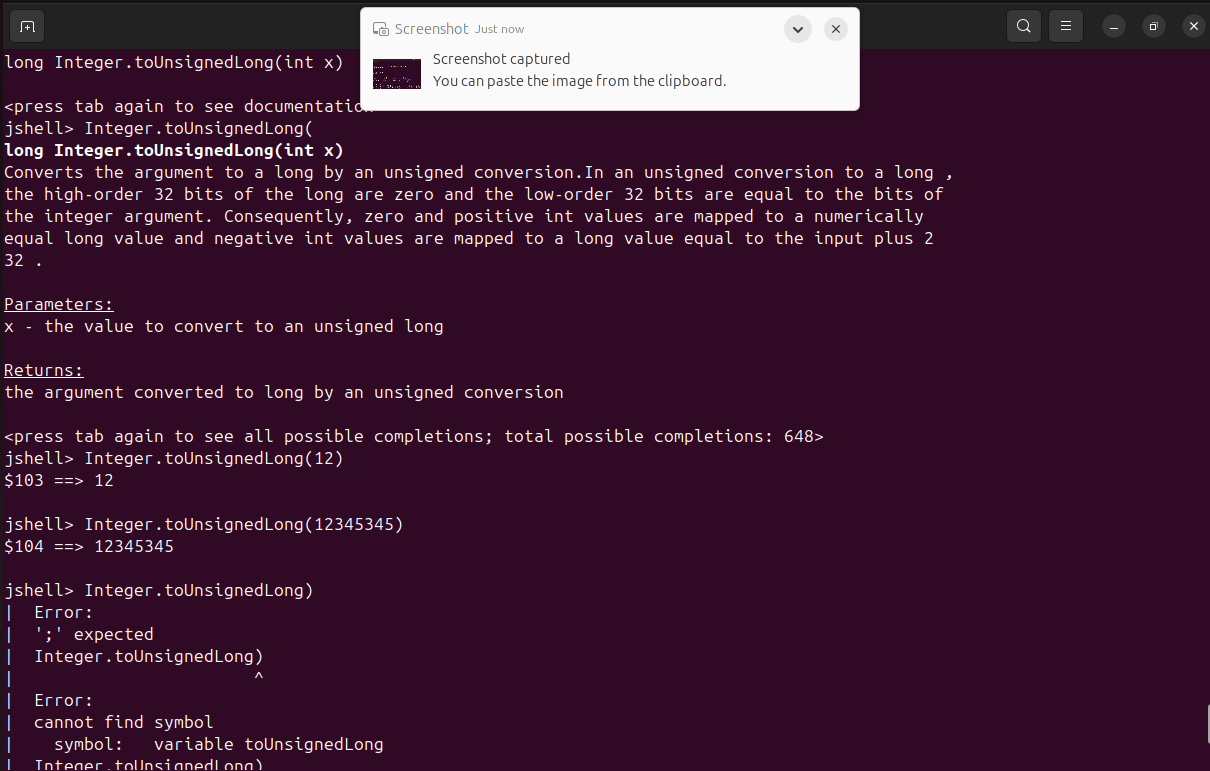 Screenshot Just now
Screenshot captured
You can paste the image from the clipboard.
long Integer.toUnsignedLong(int x)
<press tab again to see documentation
jshell> Integer.toUnsignedLong(
long Integer.toUnsignedLong(int x)
Converts the argument to a long by an unsigned conversion.In an unsigned conversion to a long ,
the high-order 32 bits of the long are zero and the low-order 32 bits are equal to the bits of
the integer argument. Consequently, zero and positive int values are mapped to a numerically
equal long value and negative int values are mapped to a long value equal to the input plus 2
32 .
Parameters:
x - the value to convert to an unsigned long
Returns:
the argument converted to long by an unsigned conversion
<press tab again to see all possible completions; total possible completions: 648>
jshell> Integer.toUnsignedLong(12)
$103 ==> 12
jshell> Integer.toUnsignedLong(12345345)
$104 ==> 12345345
jshell> Integer.toUnsignedLong)
|  Error:
|  ';' expected
|  Integer.toUnsignedLong)
|                        ^
|  Error:
|  cannot find symbol
|    symbol:   variable toUnsignedLong
|  Integer.toUnsignedLong)